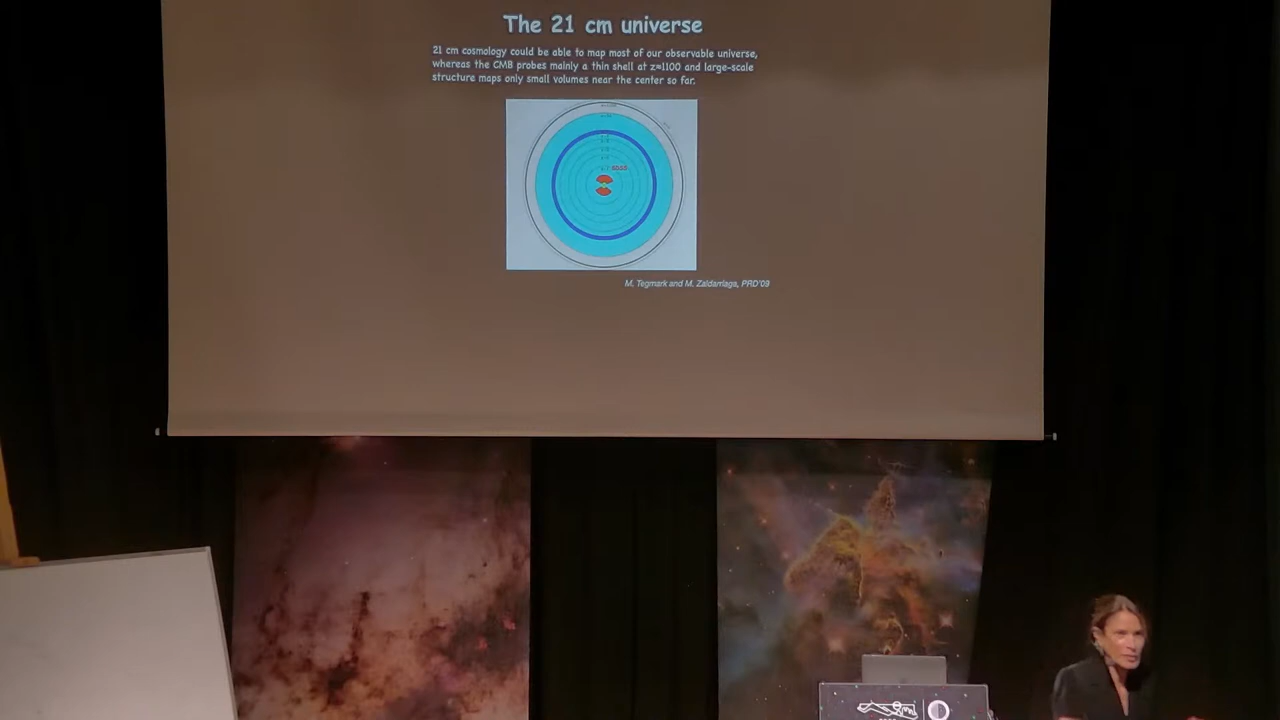 The 21 cm universe
21 cm cosmology could be able to map most of our observable universe,
whereas the CMB probes mainly a thin shell at z≈1100 and large-scale
structure maps only small volumes near the center so far.
SDSS
M. Tegmark and M. Zaldarriaga, PRD'09